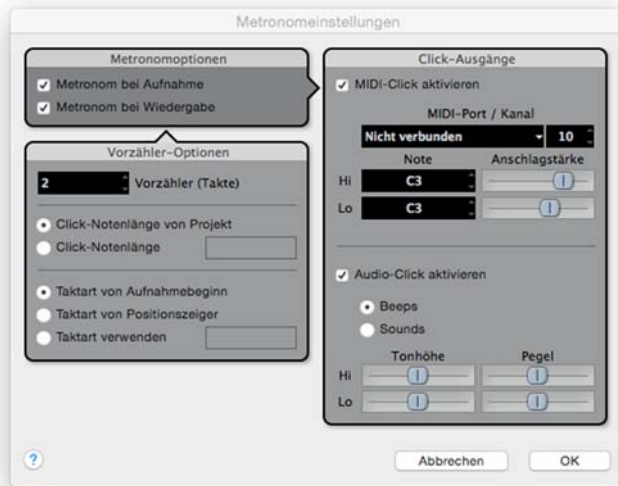 Metronomeinstellungen
Metronomoptionen
Metronom bei Aufnahme
Metronom bei Wiedergabe
Vorzähler-Optionen
2 Vorzähler (Takte)
Click-Notenlänge von Projekt
Click-Notenlänge
Taktart von Aufnahmebeginn
Taktart von Positionszeiger
Taktart verwenden
Click-Ausgänge
MIDI-Click aktivieren
MIDI-Port / Kanal
Nicht verbunden 10
Note Anschlagstärke
Hi C3
Lo C3
Audio-Click aktivieren
Beeps
Sounds
Tonhöhe Pegel
Hi
Lo
? Abbrechen OK